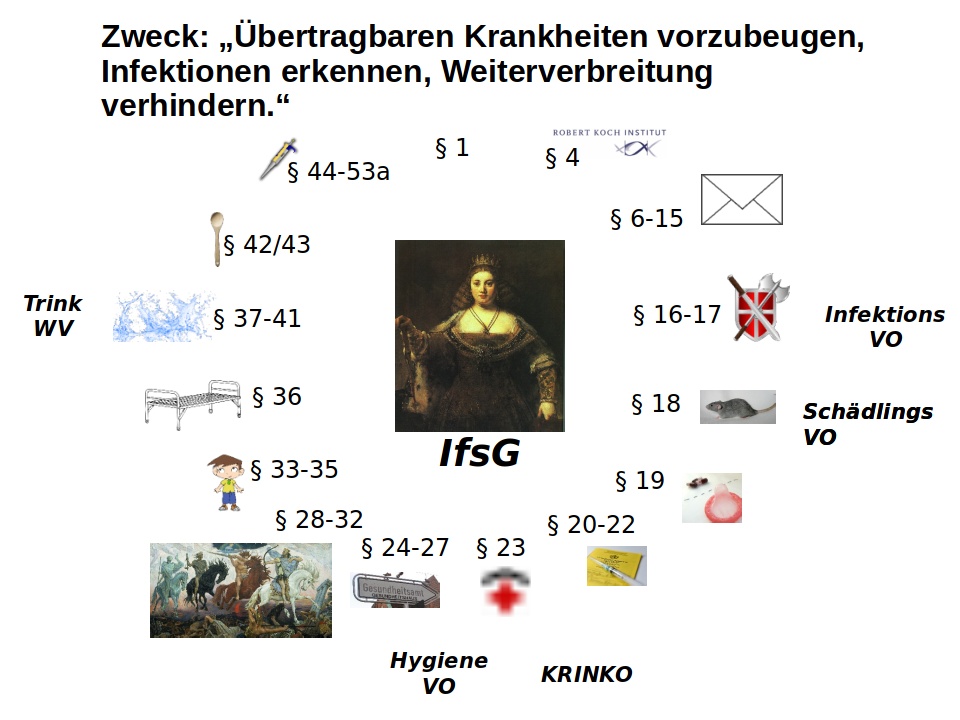 Zweck: „Übertragbaren Krankheiten vorzubeugen,
Infektionen erkennen, Weiterverbreitung
verhindern.“
ROBERT KOCH INSTITUT
§ 1
§ 4
§ 44-53a
§ 6-15
§ 42/43
Trink
WV
§ 37-41
§ 16-17
Infektions
VO
§ 36
§ 18
Schädlings
VO
IfsG
§ 33-35
§ 19
§ 28-32
§ 20-22
§ 24-27
§ 23
Gesundheitsamt
Hygiene
VO
KRINKO